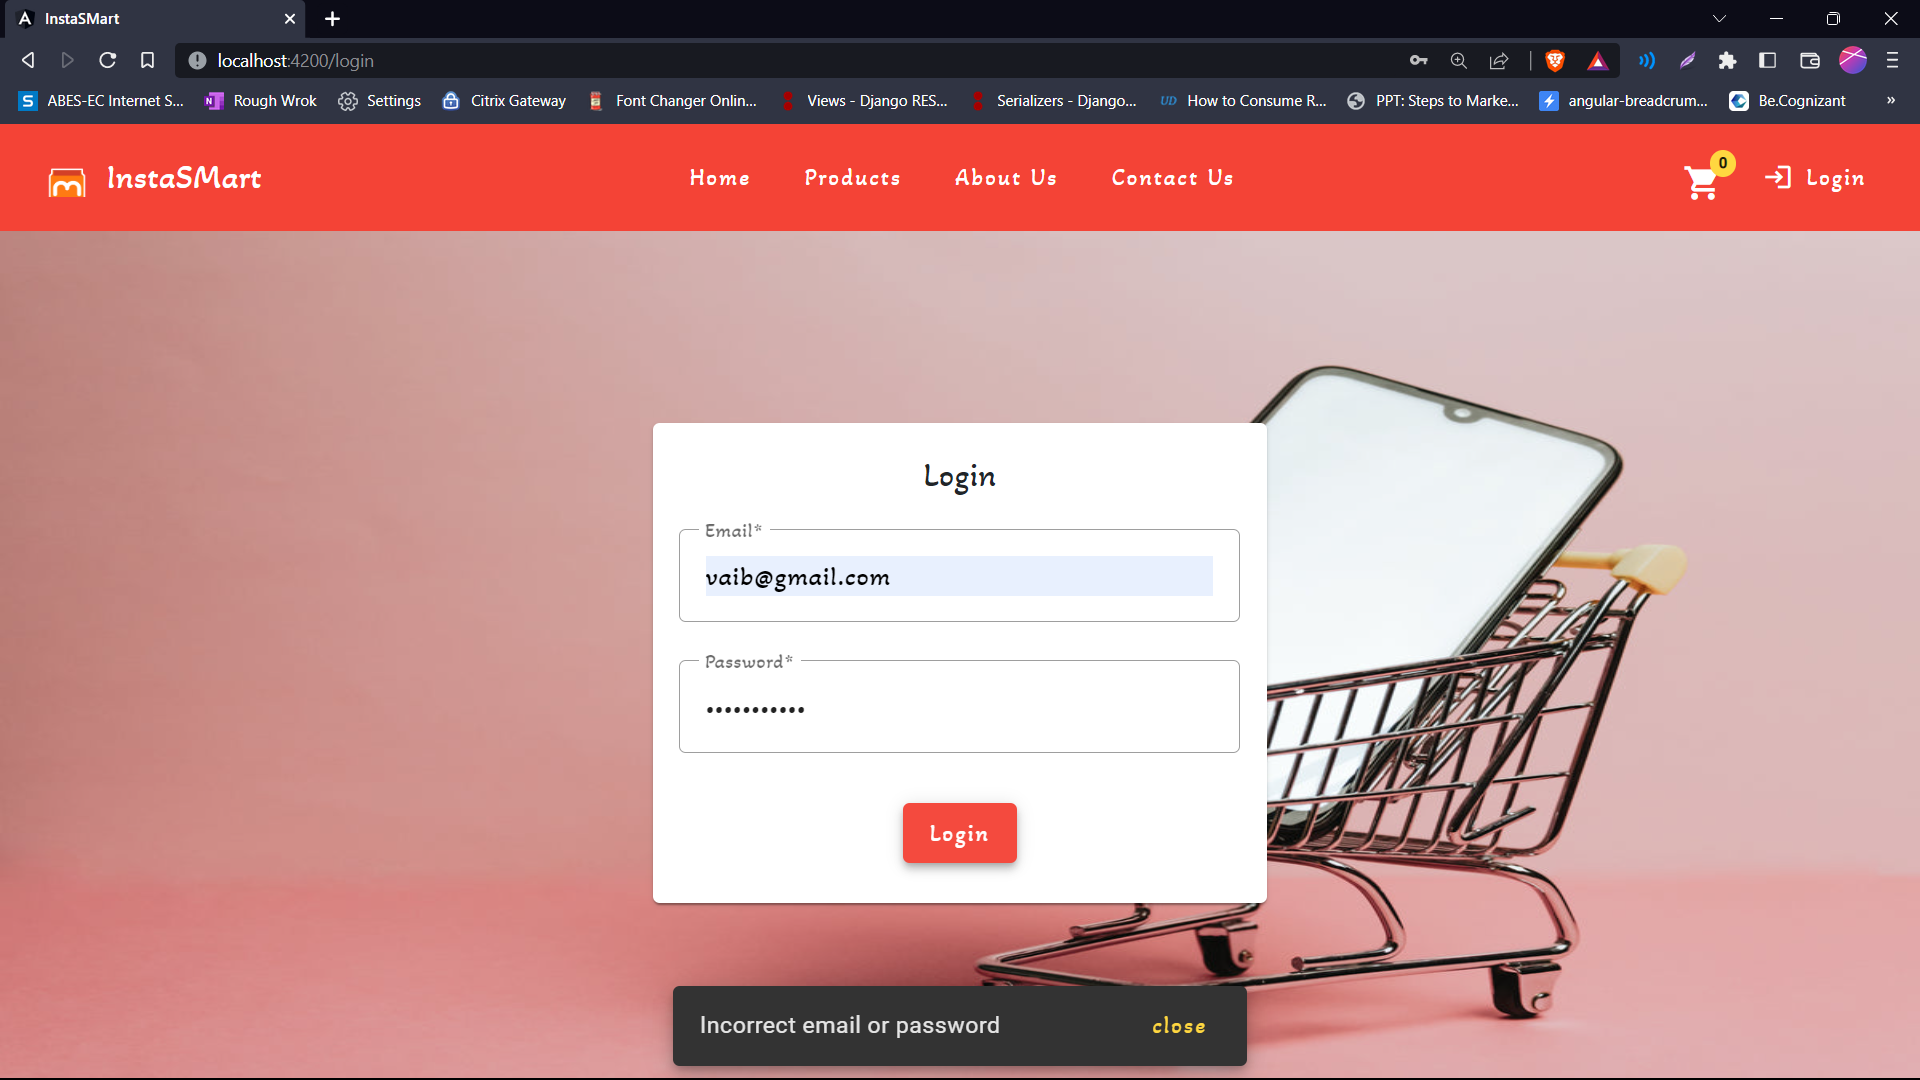 InstaSMart
localhost:4200/login
ABES-EC Internet S... Rough Wrok Settings Citrix Gateway Font Changer Onlin... Views - Django RES... Serializers - Django... How to Consume R... PPT: Steps to Marke... angular-breadcrum... Be.Cognizant »
InstaSMart Home Products About Us Contact Us 0 Login
Login
Email*
vaib@gmail.com
Password*
•••••••••••
Login
Incorrect email or password close